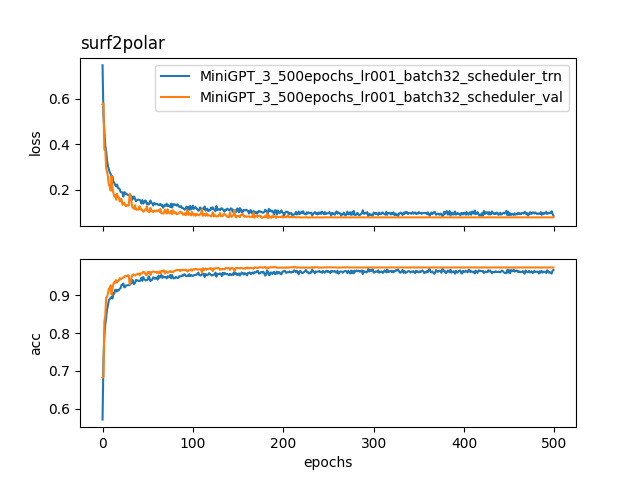 surf2polar
MiniGPT_3_500epochs_lr001_batch32_scheduler_trn
MiniGPT_3_500epochs_lr001_batch32_scheduler_val
loss
0.6
0.4
0.2
acc
0.9
0.8
0.7
0.6
0 100 200 300 400 500
epochs